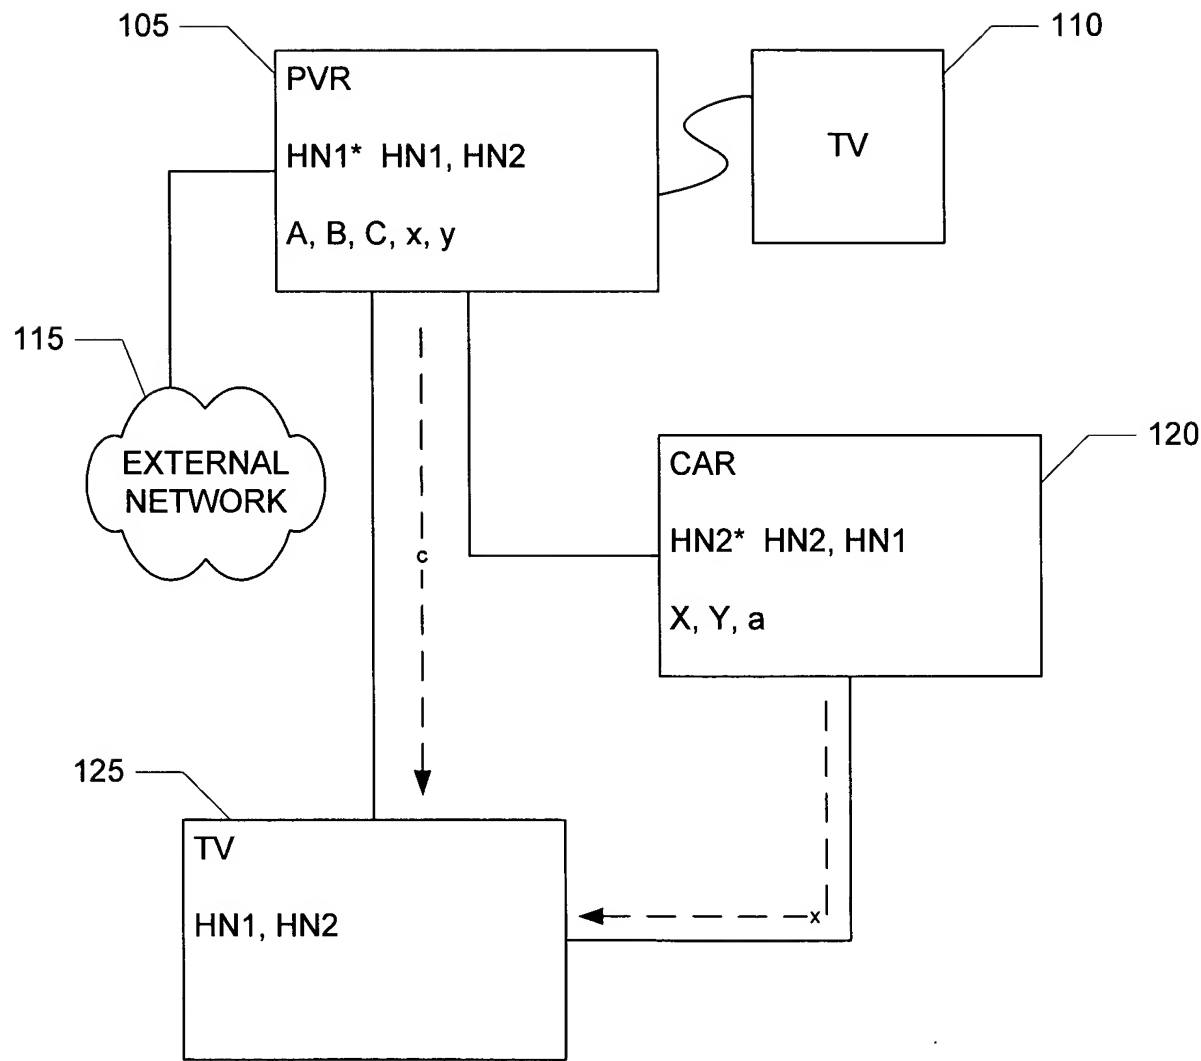 105
PVR
HN1* HN1, HN2
A, B, C, x, y
110
TV
115
EXTERNAL
NETWORK
c
120
CAR
HN2* HN2, HN1
X, Y, a
125
TV
HN1, HN2
x